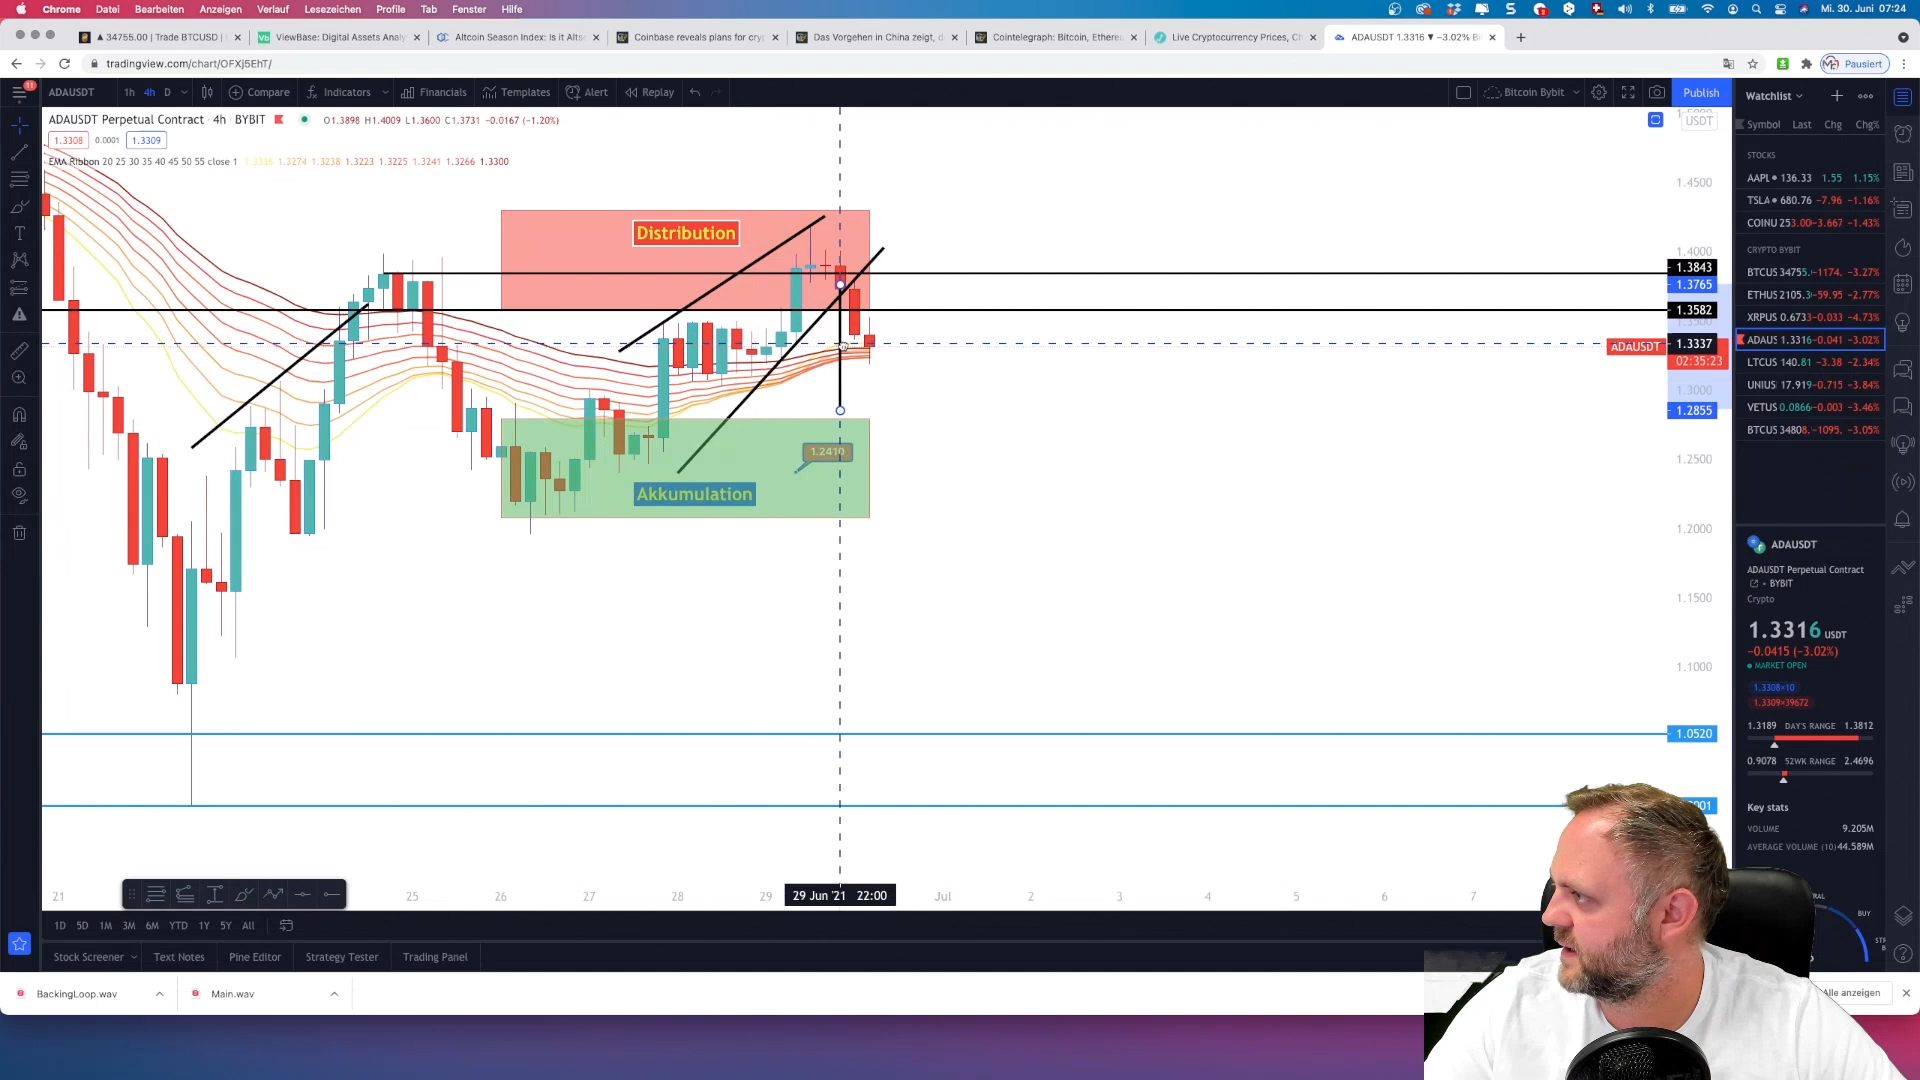 Chrome Datei Bearbeiten Anzeigen Verlauf Lesezeichen Profile Tab Fenster Hilfe Mi. 30. Juni 07:24
▲ 34755.00 | Trade BTCUSD | ViewBase: Digital Assets Analy Altcoin Season Index: Is it Alts Coinbase reveals plans for cry Das Vorgehen in China zeigt, d Cointelegraph: Bitcoin, Ethere Live Cryptocurrency Prices, Ch ADAUSDT 1.3316 ▼ −3.02% B
tradingview.com/chart/OFXj5EhT/ Pausiert
11
ADAUSDT 1h 4h D Compare Indicators Financials Templates Alert Replay Bitcoin Bybit Publish
ADAUSDT Perpetual Contract · 4h · BYBIT O1.3898 H1.4009 L1.3600 C1.3731 −0.0167 (−1.20%)
1.3308 0.0001 1.3309
EMA Ribbon 20 25 30 35 40 45 50 55 close 1 1.3274 1.3238 1.3223 1.3225 1.3241 1.3266 1.3300
USDT
1.4500
1.4000
1.3843
1.3765
1.3582
1.3500
1.3337
ADAUSDT
02:35:23
1.3000
1.2855
1.2500
1.2000
1.1500
1.1000
1.0520
Distribution
1.2410
Akkumulation
21 25 26 27 28 29 29 Jun '21 22:00 Jul 2 3 4 5 6 7
1D 5D 1M 3M 6M YTD 1Y 5Y All
Stock Screener Text Notes Pine Editor Strategy Tester Trading Panel
BackingLoop.wav Main.wav Alle anzeigen
Watchlist
Symbol Last Chg Chg%
STOCKS
AAPL 136.33 1.55 1.15%
TSLA 680.76 −7.96 −1.16%
COINU 253.00 −3.667 −1.43%
CRYPTO BYBIT
BTCUS 34755. −1174. −3.27%
ETHUS 2105.3 −59.95 −2.77%
XRPUS 0.6733 −0.033 −4.73%
ADAUS 1.3316 −0.041 −3.02%
LTCUS 140.81 −3.38 −2.34%
UNIUS 17.919 −0.715 −3.84%
VETUS 0.0866 −0.003 −3.46%
BTCUS 34808. −1095. −3.05%
ADAUSDT
ADAUSDT Perpetual Contract
BYBIT
Crypto
1.3316 USDT
−0.0415 (−3.02%)
MARKET OPEN
1.3308×10
1.3309×39672
1.3189 DAY'S RANGE 1.3812
0.9078 52WK RANGE 2.4696
Key stats
VOLUME 9.205M
AVERAGE VOLUME (10) 44.589M
BUY